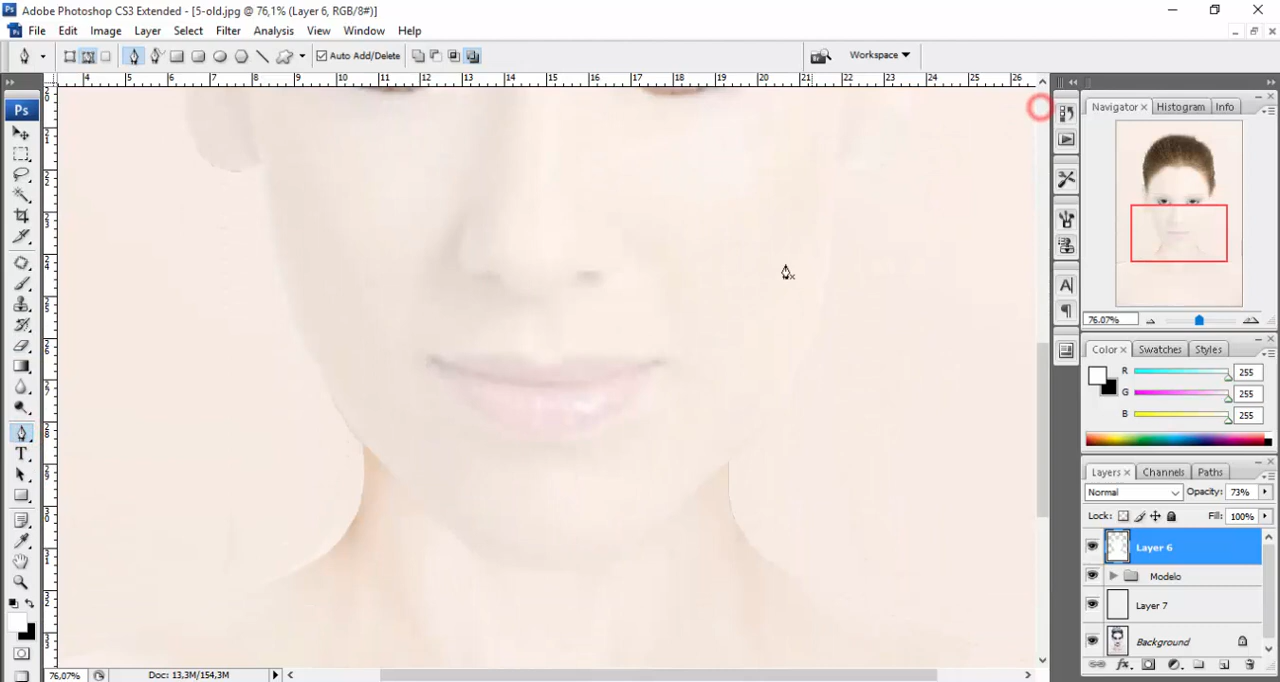 Adobe Photoshop CS3 Extended - [5-old.jpg @ 76,1% (Layer 6, RGB/8#)]
File Edit Image Layer Select Filter Analysis View Window Help
Auto Add/Delete Workspace
4 5 6 7 8 9 10 11 12 13 14 15 16 17 18 19 20 21 22 23 24 25 26
Ps
Navigator Histogram Info
76.07%
Color Swatches Styles
R 255
G 255
B 255
Layers Channels Paths
Normal Opacity: 73%
Lock: Fill: 100%
Layer 6
Modelo
Layer 7
Background
76,07% Doc: 13,3M/154,3M